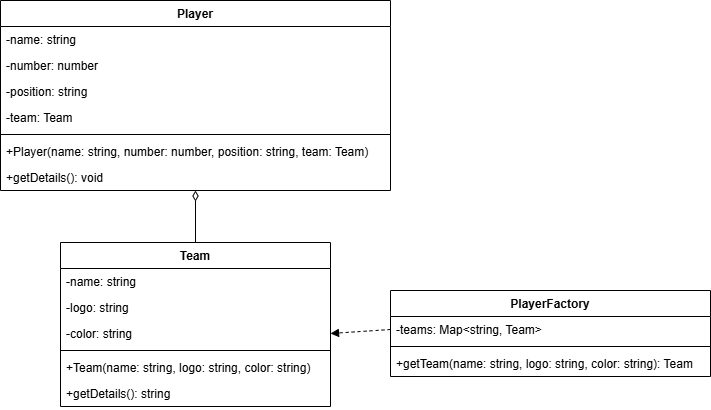 Player
-name: string
-number: number
-position: string
-team: Team
+Player(name: string, number: number, position: string, team: Team)
+getDetails(): void
Team
-name: string
-logo: string
-color: string
+Team(name: string, logo: string, color: string)
+getDetails(): string
PlayerFactory
-teams: Map<string, Team>
+getTeam(name: string, logo: string, color: string): Team